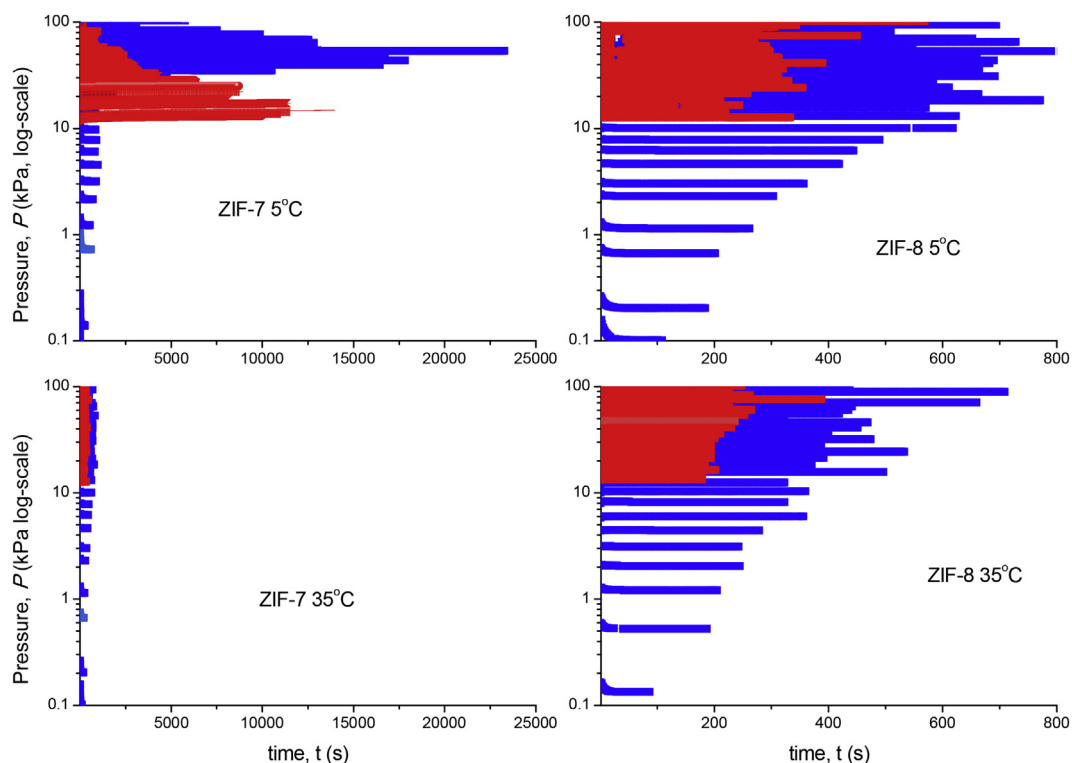 100
10
1
0.1
Pressure, P (kPa, log-scale)
ZIF-7 5°C
5000 10000 15000 20000 25000
100
10
1
0.1
ZIF-8 5°C
200 400 600 800
100
10
1
0.1
Pressure, P (kPa log-scale)
ZIF-7 35°C
5000 10000 15000 20000 25000
time, t (s)
100
10
1
0.1
ZIF-8 35°C
200 400 600 800
time, t (s)